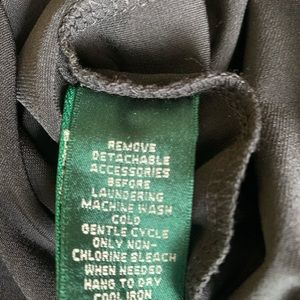 REMOVE
DETACHABLE
ACCESSORIES
BEFORE
LAUNDERING
MACHINE WASH
COLD
GENTLE CYCLE
ONLY NON-
CHLORINE BLEACH
WHEN NEEDED
HANG TO DRY
COOL IRON